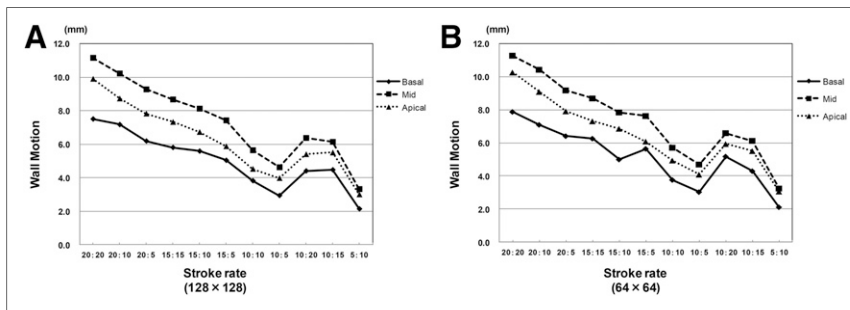 A
(mm)
12.0
10.0
8.0
6.0
4.0
2.0
0.0
Wall Motion
Basal
Mid
Apical
20 : 20 20 : 10 20 : 5 15 : 15 10 : 15 15 : 5 10 : 10 10 : 5 10 : 20 10 : 15 5 : 10
Stroke rate
(128 × 128)
B
(mm)
12.0
10.0
8.0
6.0
4.0
2.0
0.0
Wall Motion
Basal
Mid
Apical
20 : 20 20 : 10 20 : 5 15 : 15 15 : 10 15 : 5 10 : 10 10 : 5 10 : 20 10 : 15 5 : 10
Stroke rate
(64 × 64)